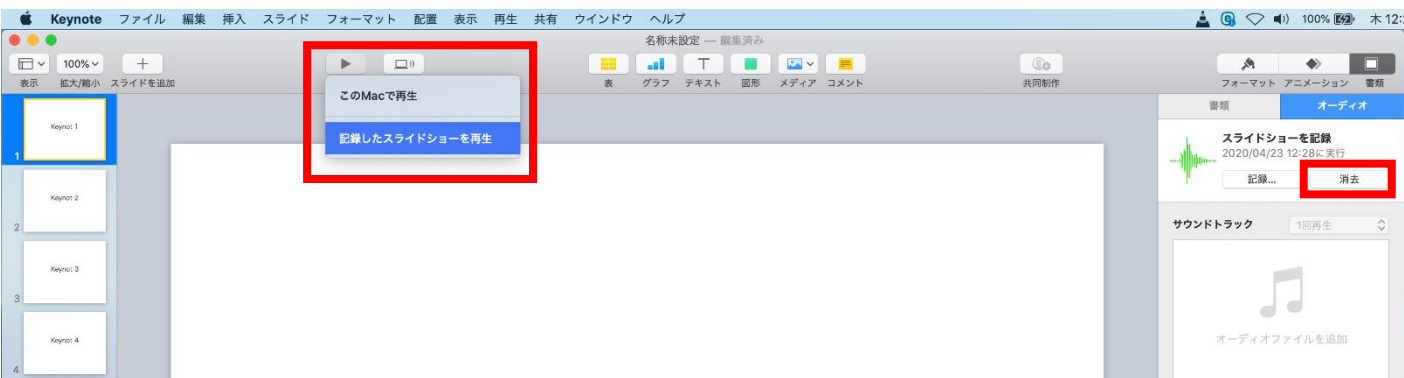 Keynote ファイル 編集 挿入 スライド フォーマット 配置 表示 再生 共有 ウインドウ ヘルプ 100% 木 12:
名称未設定 — 編集済み
100%
表示 拡大/縮小 スライドを追加 表 グラフ テキスト 図形 メディア コメント 共同制作 フォーマット アニメーション 書類
このMacで再生
記録したスライドショーを再生
書類 オーディオ
スライドショーを記録
2020/04/23 12:28に実行
記録... 消去
サウンドトラック 1回再生
オーディオファイルを追加
Keynot 1
1
Keynot 2
2
Keynot 3
3
Keynot 4
4